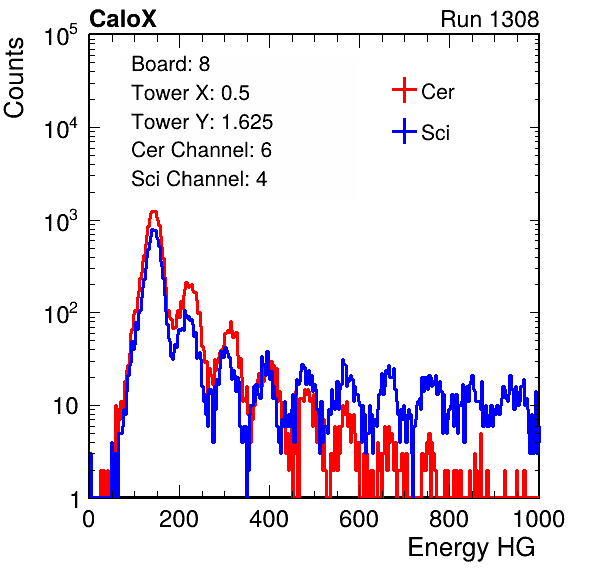 CaloX Run 1308
Counts
Board: 8
Tower X: 0.5
Tower Y: 1.625
Cer Channel: 6
Sci Channel: 4
Cer
Sci
10^5
10^4
10^3
10^2
10
1
0 200 400 600 800 1000
Energy HG